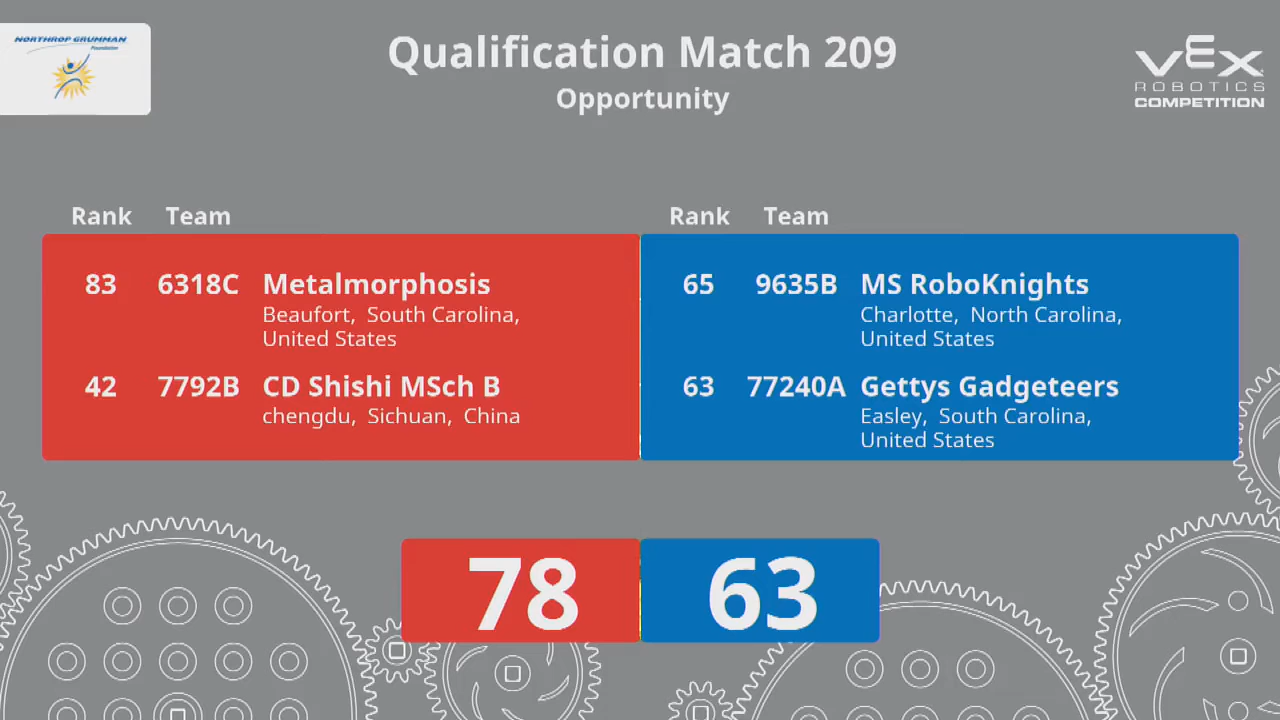 NORTHROP GRUMMAN
Foundation
Qualification Match 209
Opportunity
VEX
ROBOTICS
COMPETITION
Rank Team
83 6318C Metalmorphosis
Beaufort, South Carolina,
United States
42 7792B CD Shishi MSch B
chengdu, Sichuan, China
Rank Team
65 9635B MS RoboKnights
Charlotte, North Carolina,
United States
63 77240A Gettys Gadgeteers
Easley, South Carolina,
United States
78 63